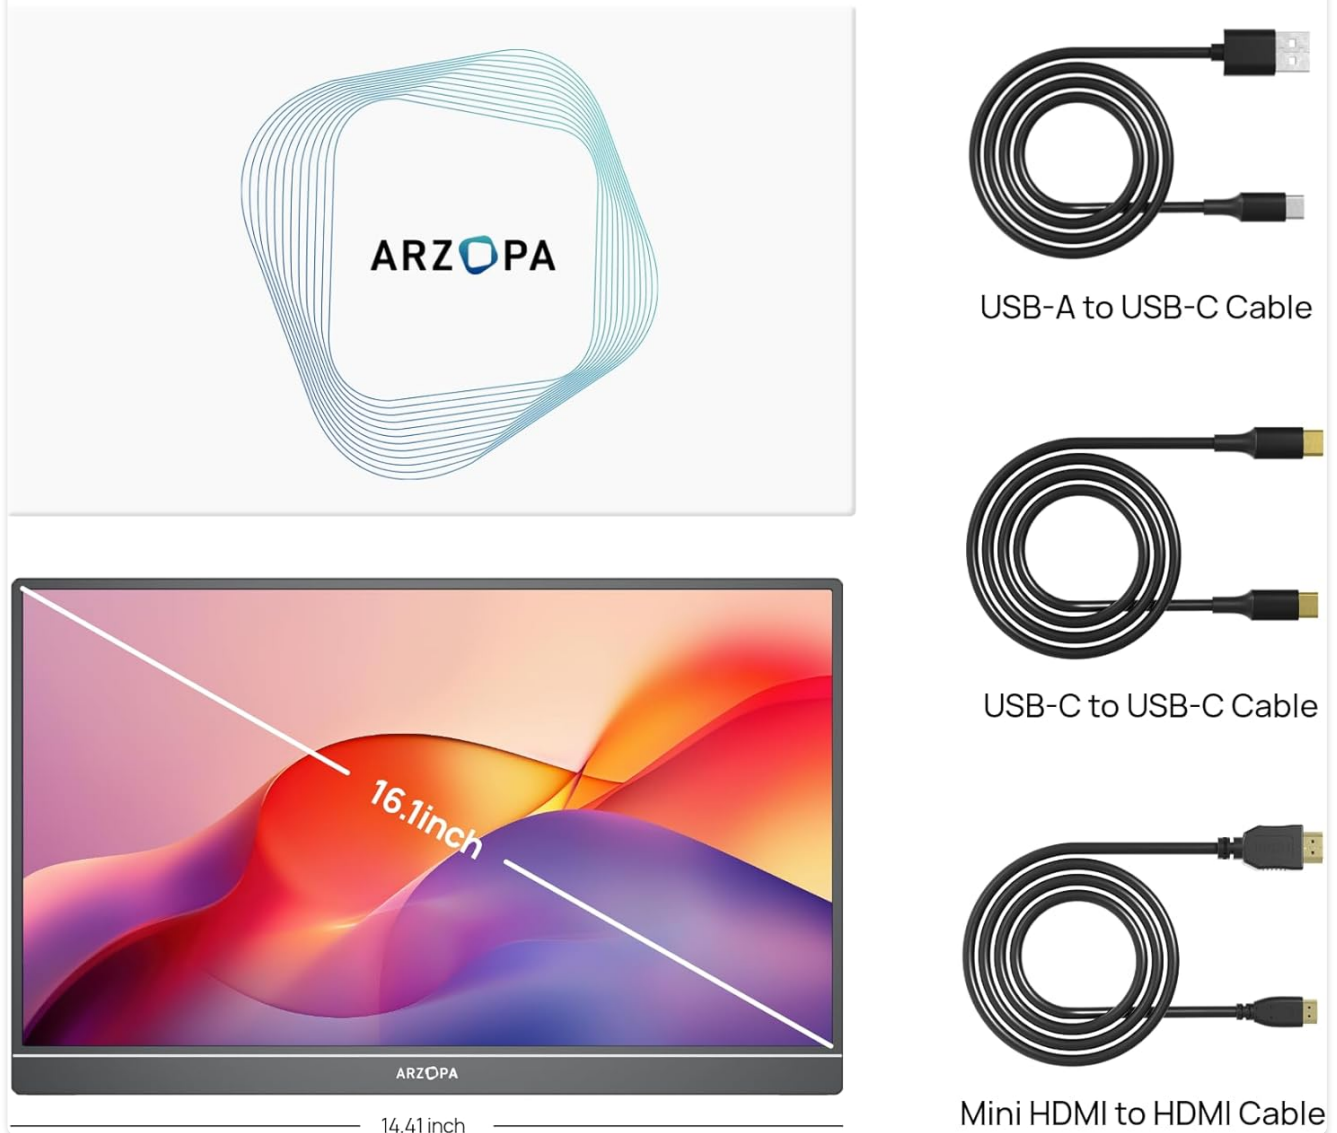 ARZOPA
USB-A to USB-C Cable
USB-C to USB-C Cable
16.1inch
ARZOPA
14.41 inch
Mini HDMI to HDMI Cable